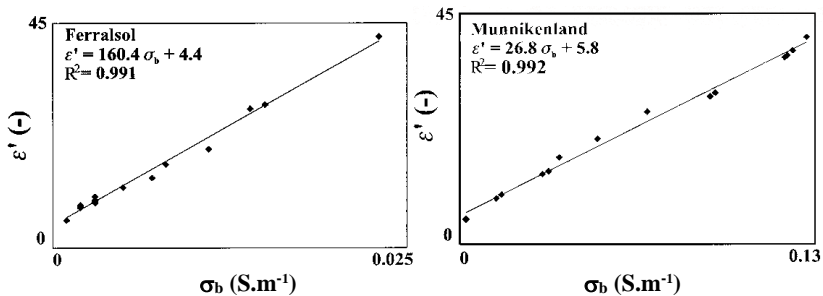 45
Ferralsol
ε' = 160.4 σb + 4.4
R²= 0.991
ε' (-)
0
0
0.025
σb (S.m-1)
45
Munnikenland
ε' = 26.8 σb + 5.8
R²= 0.992
ε' (-)
0
0
0.13
σb (S.m-1)